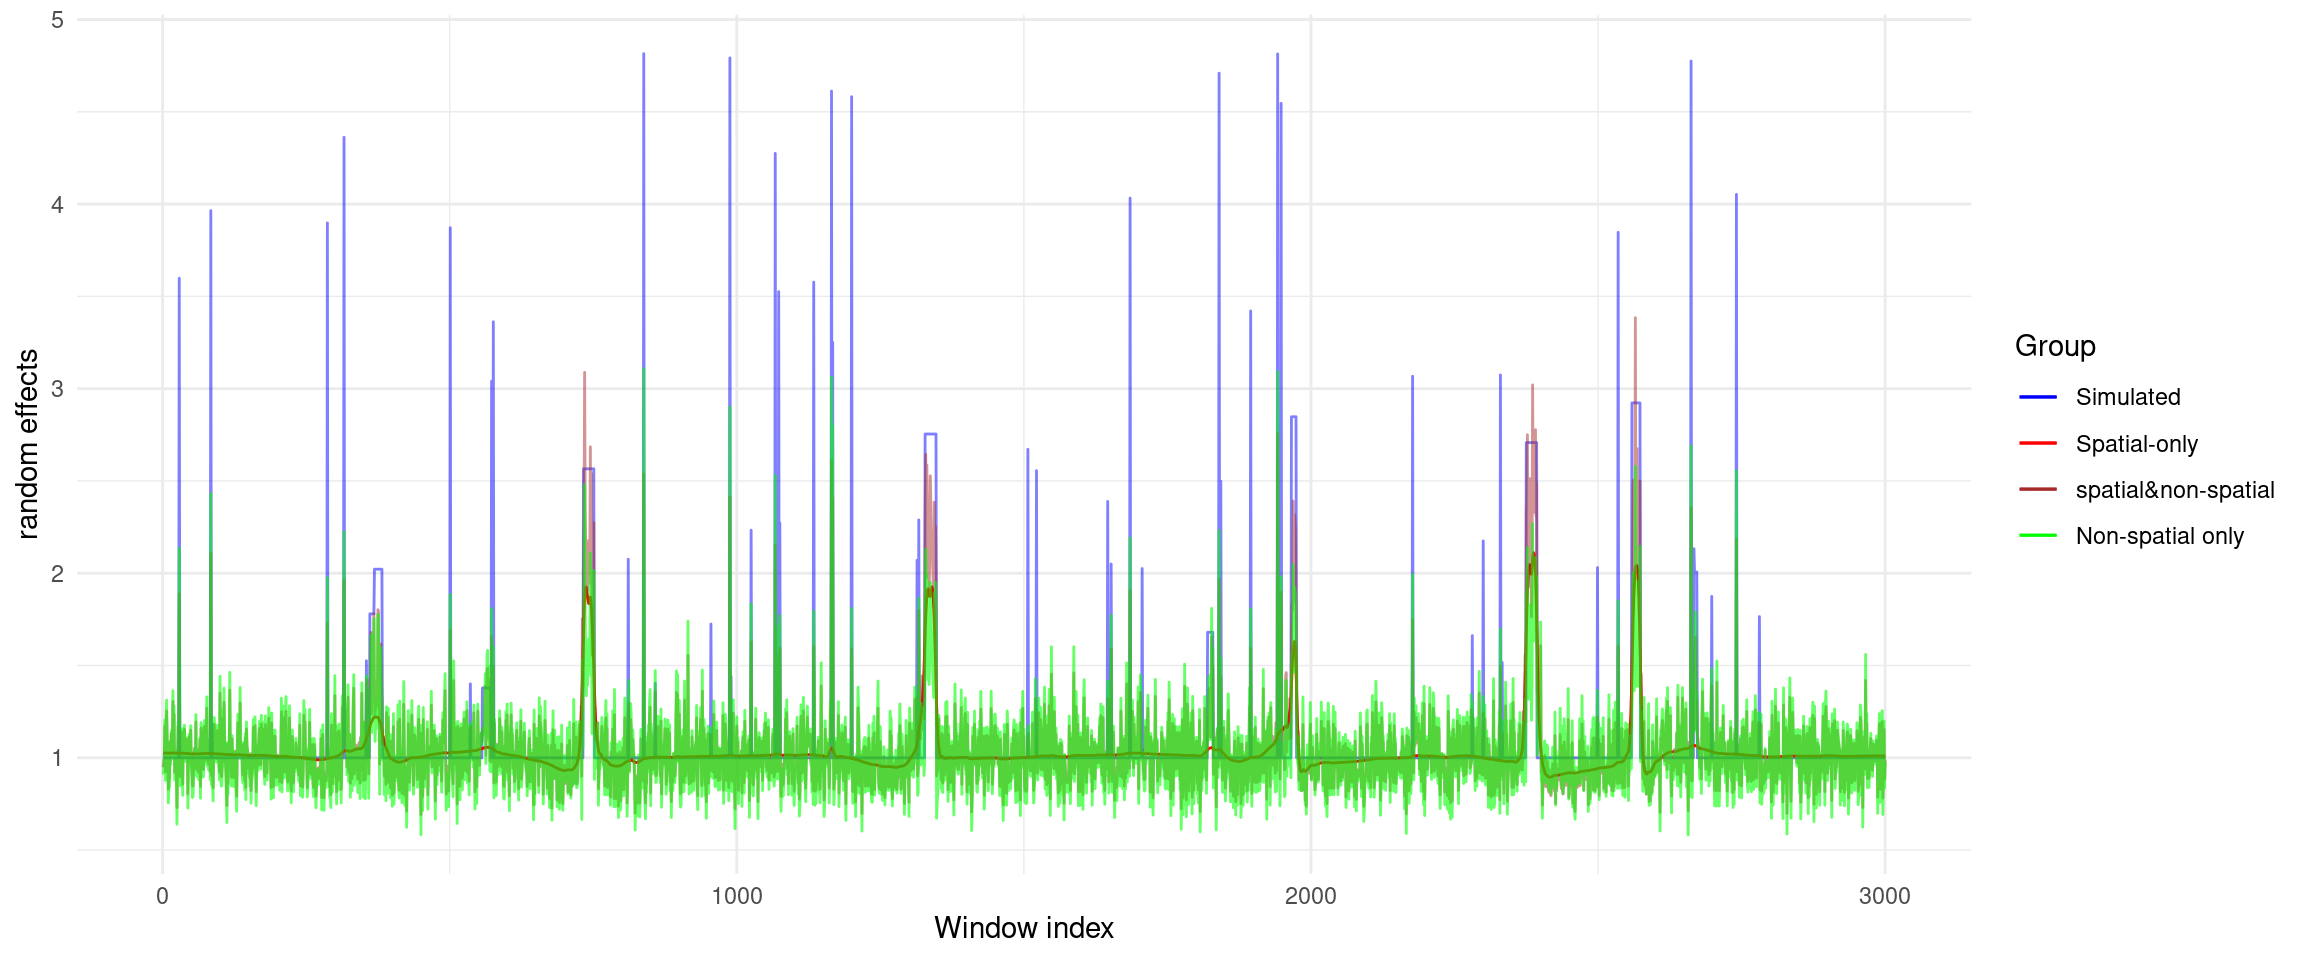 5
4
3
2
1
random effects
0
1000
2000
3000
Window index
Group
Simulated
Spatial-only
spatial&non-spatial
Non-spatial only